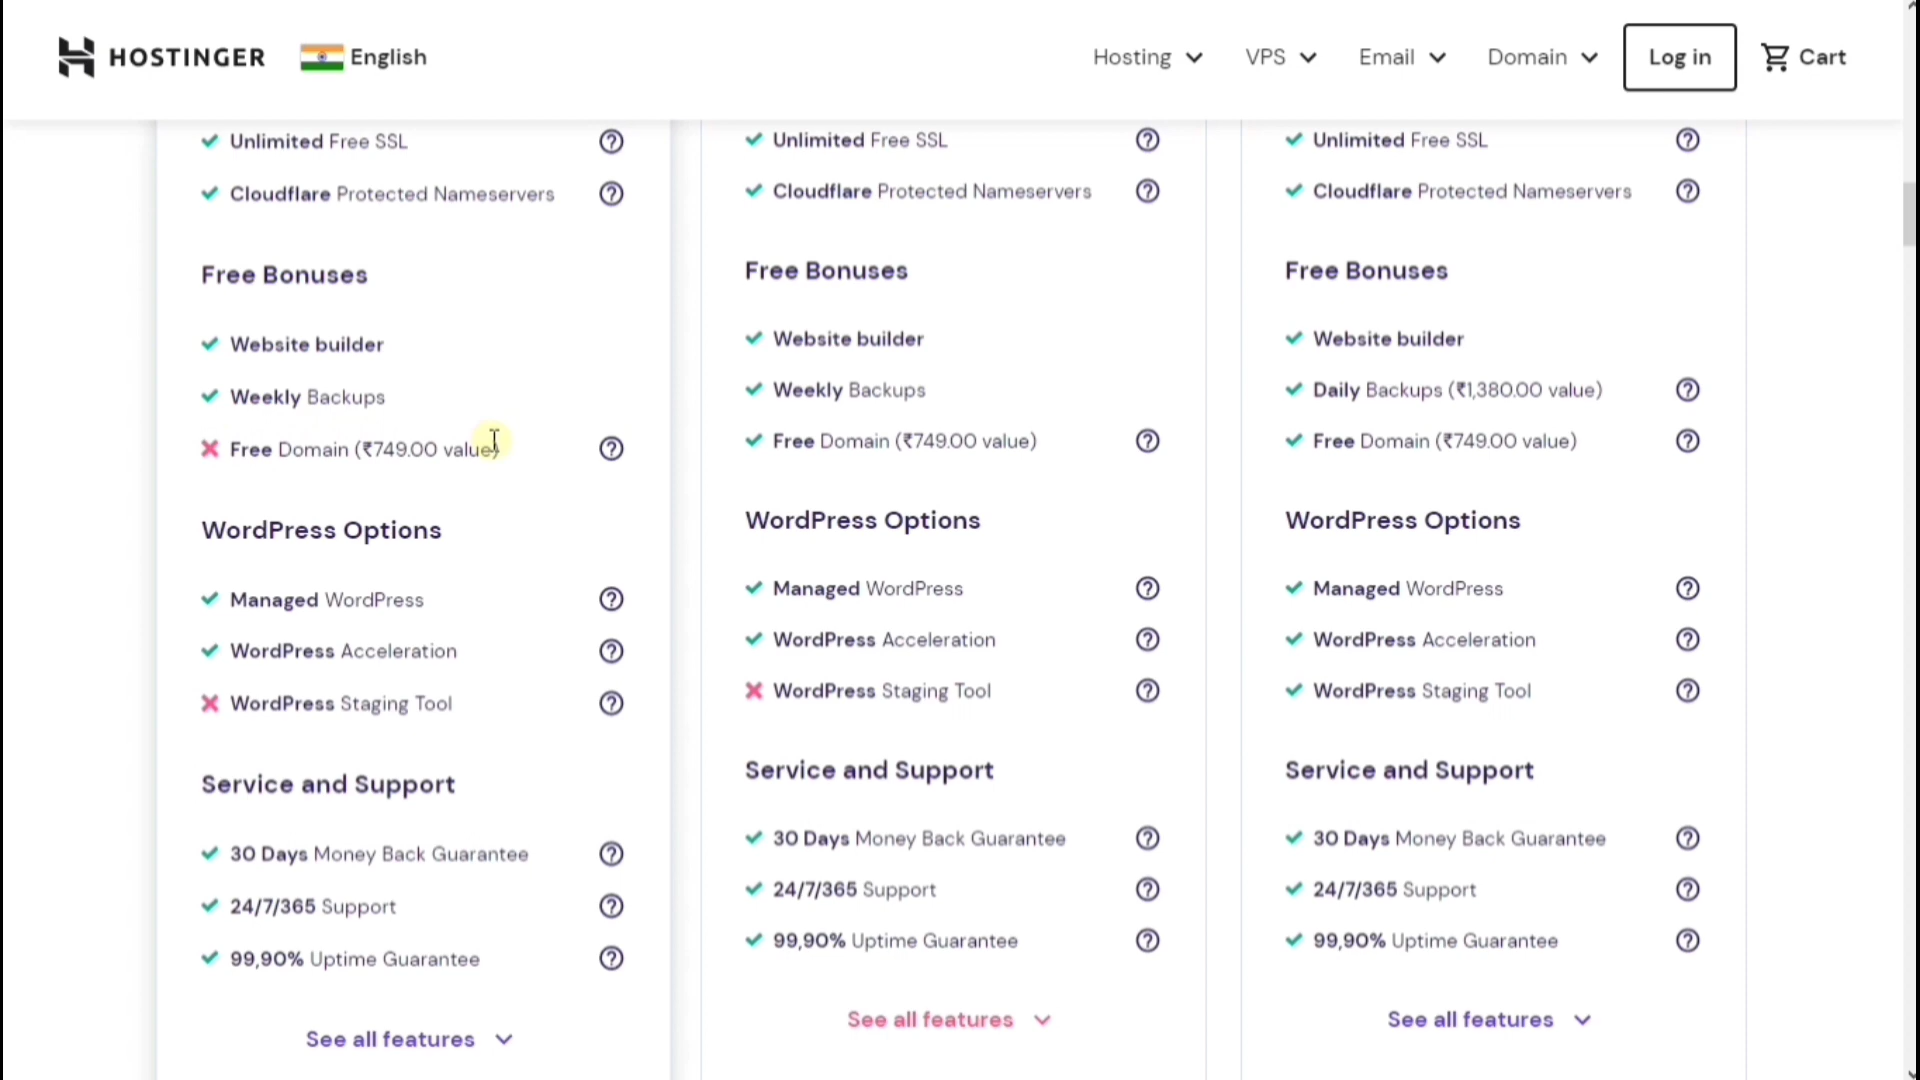 HOSTINGER
English
Hosting
VPS
Email
Domain
Log in
Cart
Unlimited Free SSL
Cloudflare Protected Nameservers
Free Bonuses
Website builder
Weekly Backups
Free Domain (₹749.00 value)
WordPress Options
Managed WordPress
WordPress Acceleration
WordPress Staging Tool
Service and Support
30 Days Money Back Guarantee
24/7/365 Support
99,90% Uptime Guarantee
See all features
Unlimited Free SSL
Cloudflare Protected Nameservers
Free Bonuses
Website builder
Weekly Backups
Free Domain (₹749.00 value)
WordPress Options
Managed WordPress
WordPress Acceleration
WordPress Staging Tool
Service and Support
30 Days Money Back Guarantee
24/7/365 Support
99,90% Uptime Guarantee
See all features
Unlimited Free SSL
Cloudflare Protected Nameservers
Free Bonuses
Website builder
Daily Backups (₹1,380.00 value)
Free Domain (₹749.00 value)
WordPress Options
Managed WordPress
WordPress Acceleration
WordPress Staging Tool
Service and Support
30 Days Money Back Guarantee
24/7/365 Support
99,90% Uptime Guarantee
See all features